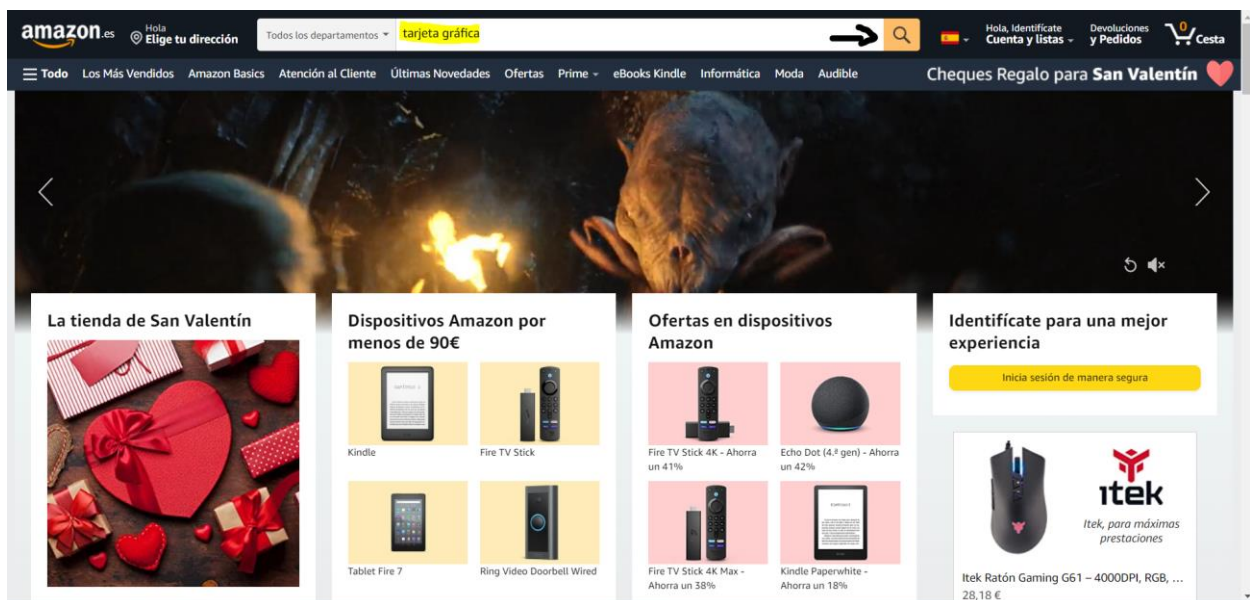 amazon.es
Hola
Elige tu dirección
Todos los departamentos
tarjeta gráfica
Hola, Identifícate
Cuenta y listas
Devoluciones
y Pedidos
0
Cesta
Todo Los Más Vendidos Amazon Basics Atención al Cliente Últimas Novedades Ofertas Prime eBooks Kindle Informática Moda Audible
Cheques Regalo para San Valentín
La tienda de San Valentín
Dispositivos Amazon por
menos de 90€
Kindle
Fire TV Stick
Tablet Fire 7
Ring Video Doorbell Wired
Ofertas en dispositivos
Amazon
Fire TV Stick 4K - Ahorra
un 41%
Echo Dot (4.ª gen) - Ahorra
un 42%
Fire TV Stick 4K Max -
Ahorra un 38%
Kindle Paperwhite -
Ahorra un 18%
Identifícate para una mejor
experiencia
Inicia sesión de manera segura
itek
Itek, para máximas
prestaciones
Itek Ratón Gaming G61 – 4000DPI, RGB, ...
28,18 €